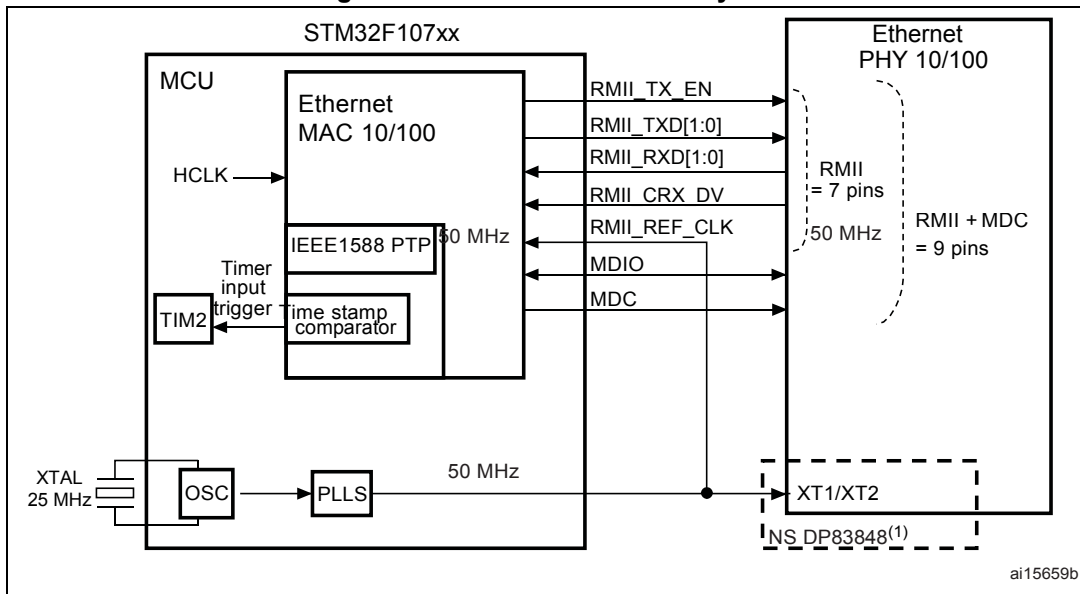 STM32F107xx
MCU
Ethernet
MAC 10/100
HCLK
IEEE1588 PTP
50 MHz
Timer
input
trigger
Time stamp
comparator
TIM2
XTAL
25 MHz
OSC
PLLS
50 MHz
RMII_TX_EN
RMII_TXD[1:0]
RMII_RXD[1:0]
RMII_CRX_DV
RMII_REF_CLK
MDIO
MDC
Ethernet
PHY 10/100
RMII
= 7 pins
50 MHz
RMII + MDC
= 9 pins
XT1/XT2
NS DP83848(1)
ai15659b